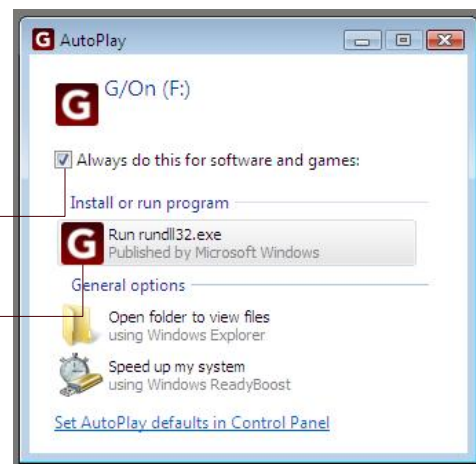 G AutoPlay
G G/On (F:)
Always do this for software and games:
Install or run program
G Run rundll32.exe
Published by Microsoft Windows
General options
Open folder to view files
using Windows Explorer
Speed up my system
using Windows ReadyBoost
Set AutoPlay defaults in Control Panel